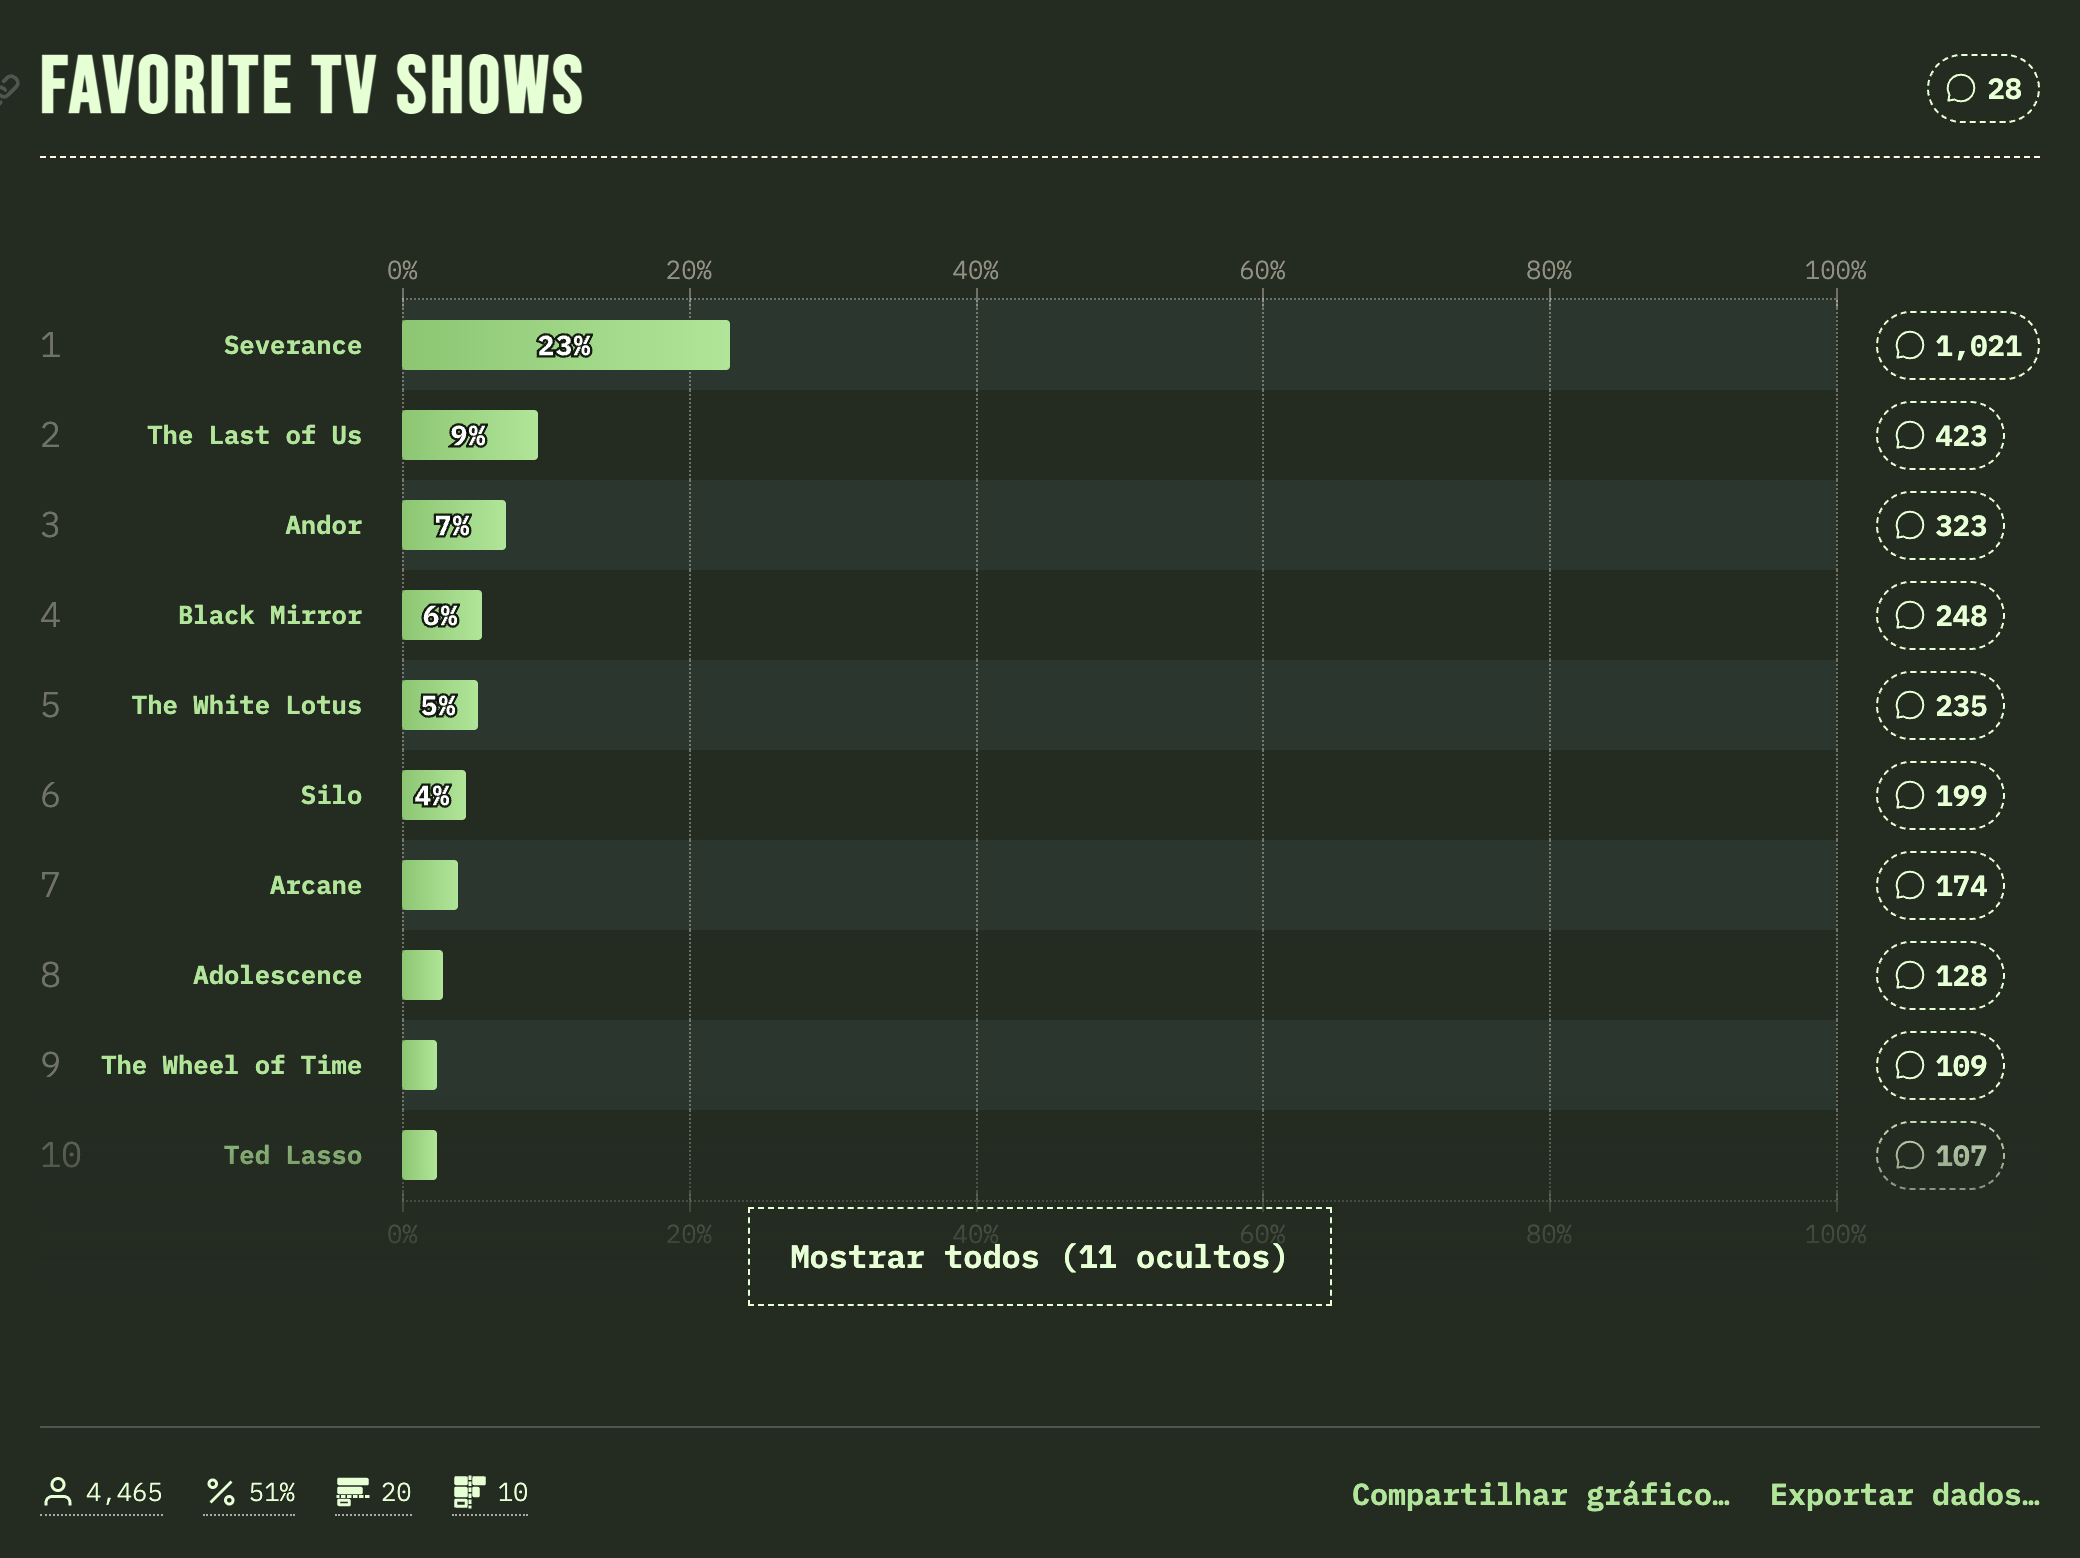 FAVORITE TV SHOWS
28
0% 20% 40% 60% 80% 100%
1 Severance 23% 1,021
2 The Last of Us 9% 423
3 Andor 7% 323
4 Black Mirror 6% 248
5 The White Lotus 5% 235
6 Silo 4% 199
7 Arcane 174
8 Adolescence 128
9 The Wheel of Time 109
10 Ted Lasso 107
0% 20% 40% 60% 80% 100%
Mostrar todos (11 ocultos)
4,465 % 51% 20 10 Compartilhar gráfico… Exportar dados…